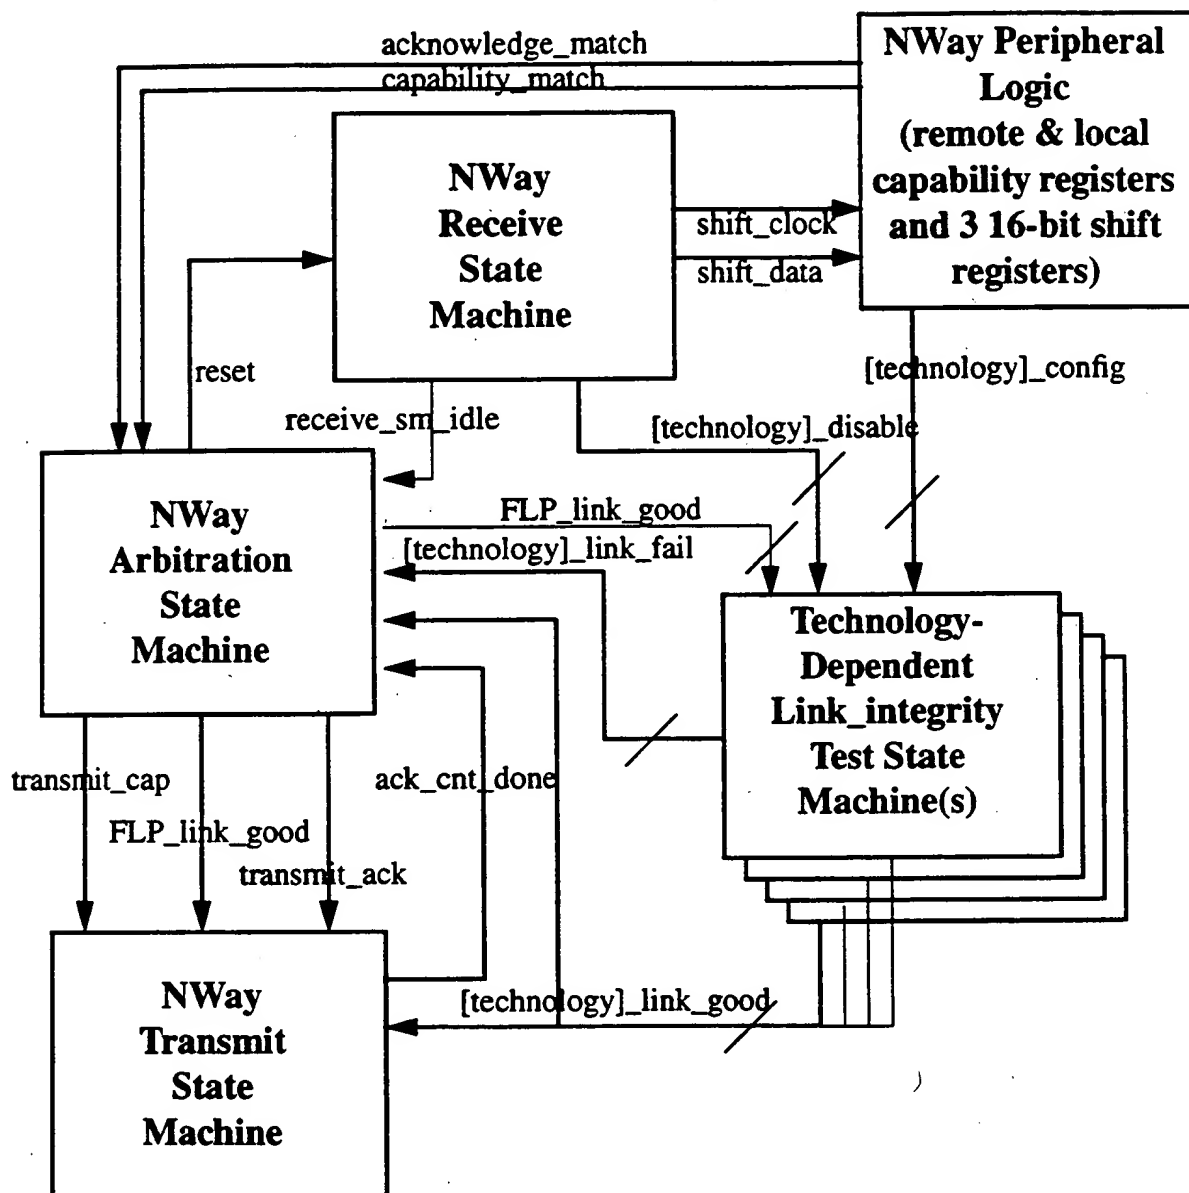 acknowledge_match
capability_match
NWay Peripheral
Logic
(remote & local
capability registers
and 3 16-bit shift
registers)
NWay
Receive
State
Machine
shift_clock
shift_data
reset
[technology]_config
receive_sm_idle
[technology]_disable
NWay
Arbitration
State
Machine
FLP_link_good
[technology]_link_fail
Technology-
Dependent
Link_integrity
Test State
Machine(s)
transmit_cap
ack_cnt_done
FLP_link_good
transmit_ack
NWay
Transmit
State
Machine
[technology]_link_good